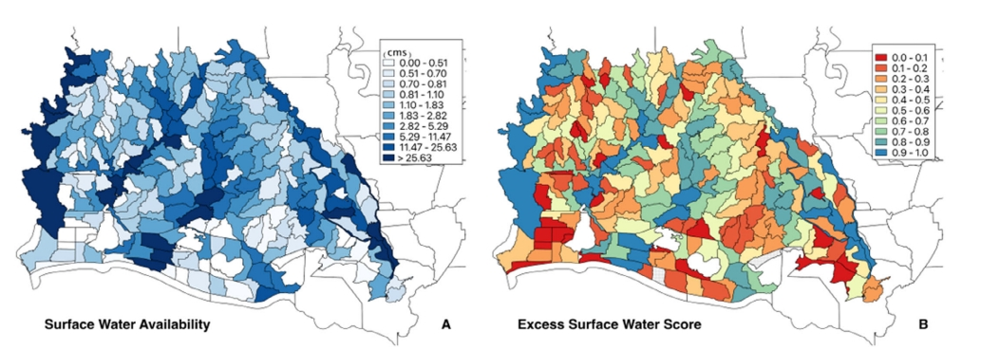 (cms)
0.00 - 0.51
0.51 - 0.70
0.70 - 0.81
0.81 - 1.10
1.10 - 1.83
1.83 - 2.82
2.82 - 5.29
5.29 - 11.47
11.47 - 25.63
> 25.63
Surface Water Availability
A
0.0 - 0.1
0.1 - 0.2
0.2 - 0.3
0.3 - 0.4
0.4 - 0.5
0.5 - 0.6
0.6 - 0.7
0.7 - 0.8
0.8 - 0.9
0.9 - 1.0
Excess Surface Water Score
B